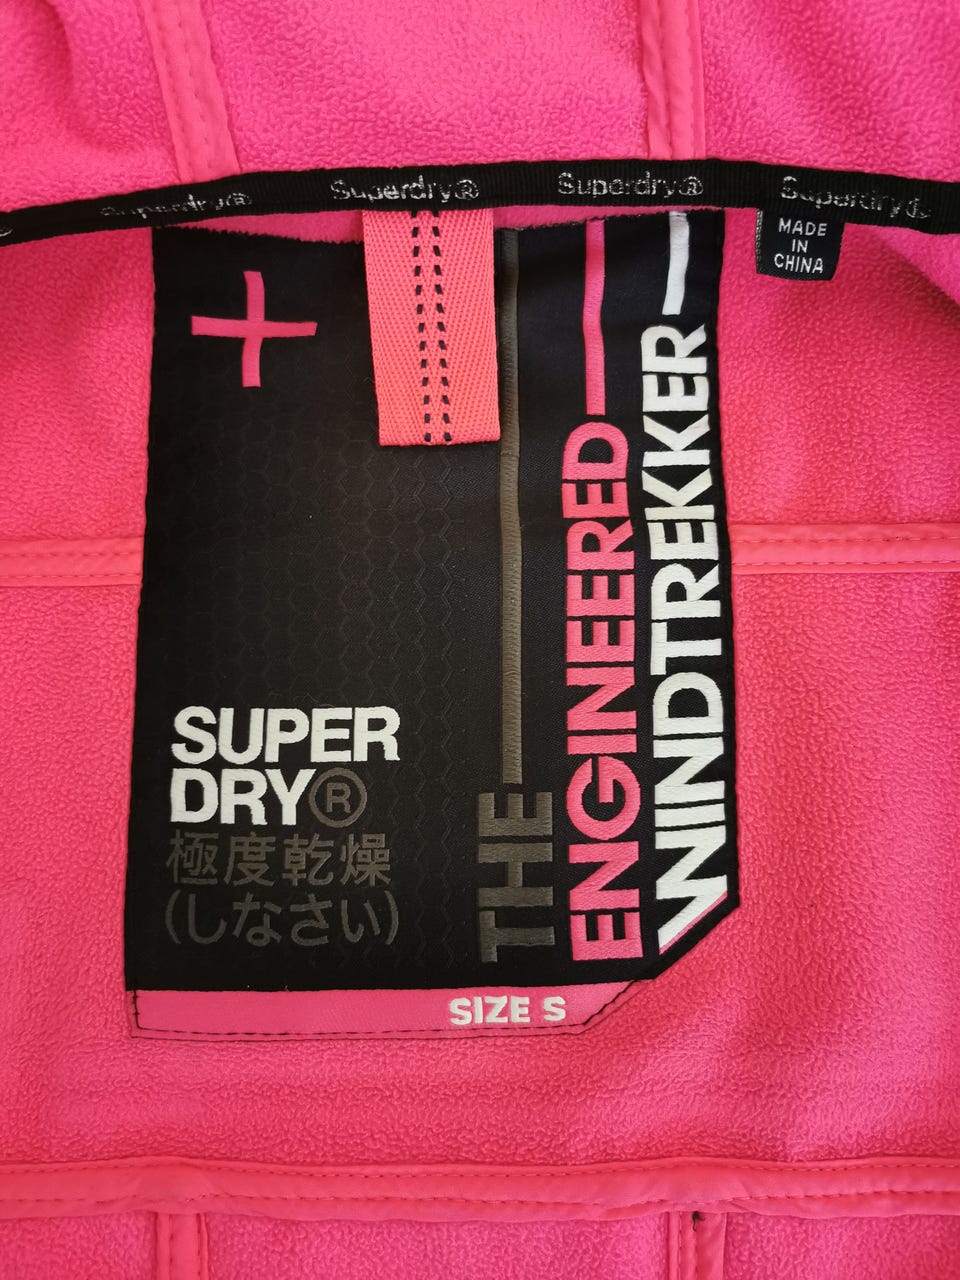 Superdry® Superdry® Superdry® Superdry®
MADE
IN
CHINA
SUPER
DRY®
極度乾燥
(しなさい)
THE
ENGINEERED
WINDTREKKER
SIZE S